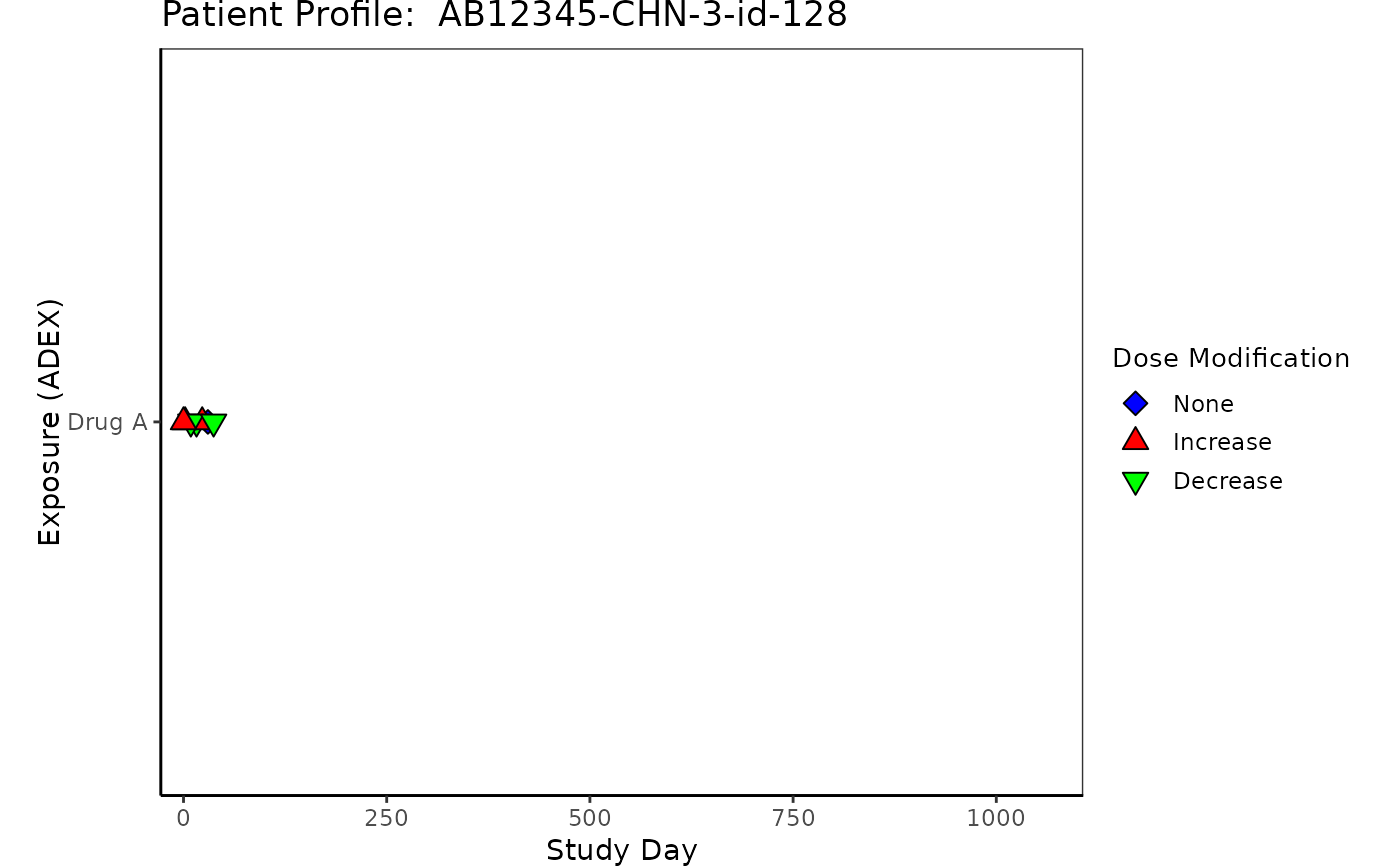 Patient Profile:  AB12345-CHN-3-id-128
Exposure (ADEX)
Drug A
0 250 500 750 1000
Study Day
Dose Modification
None
Increase
Decrease